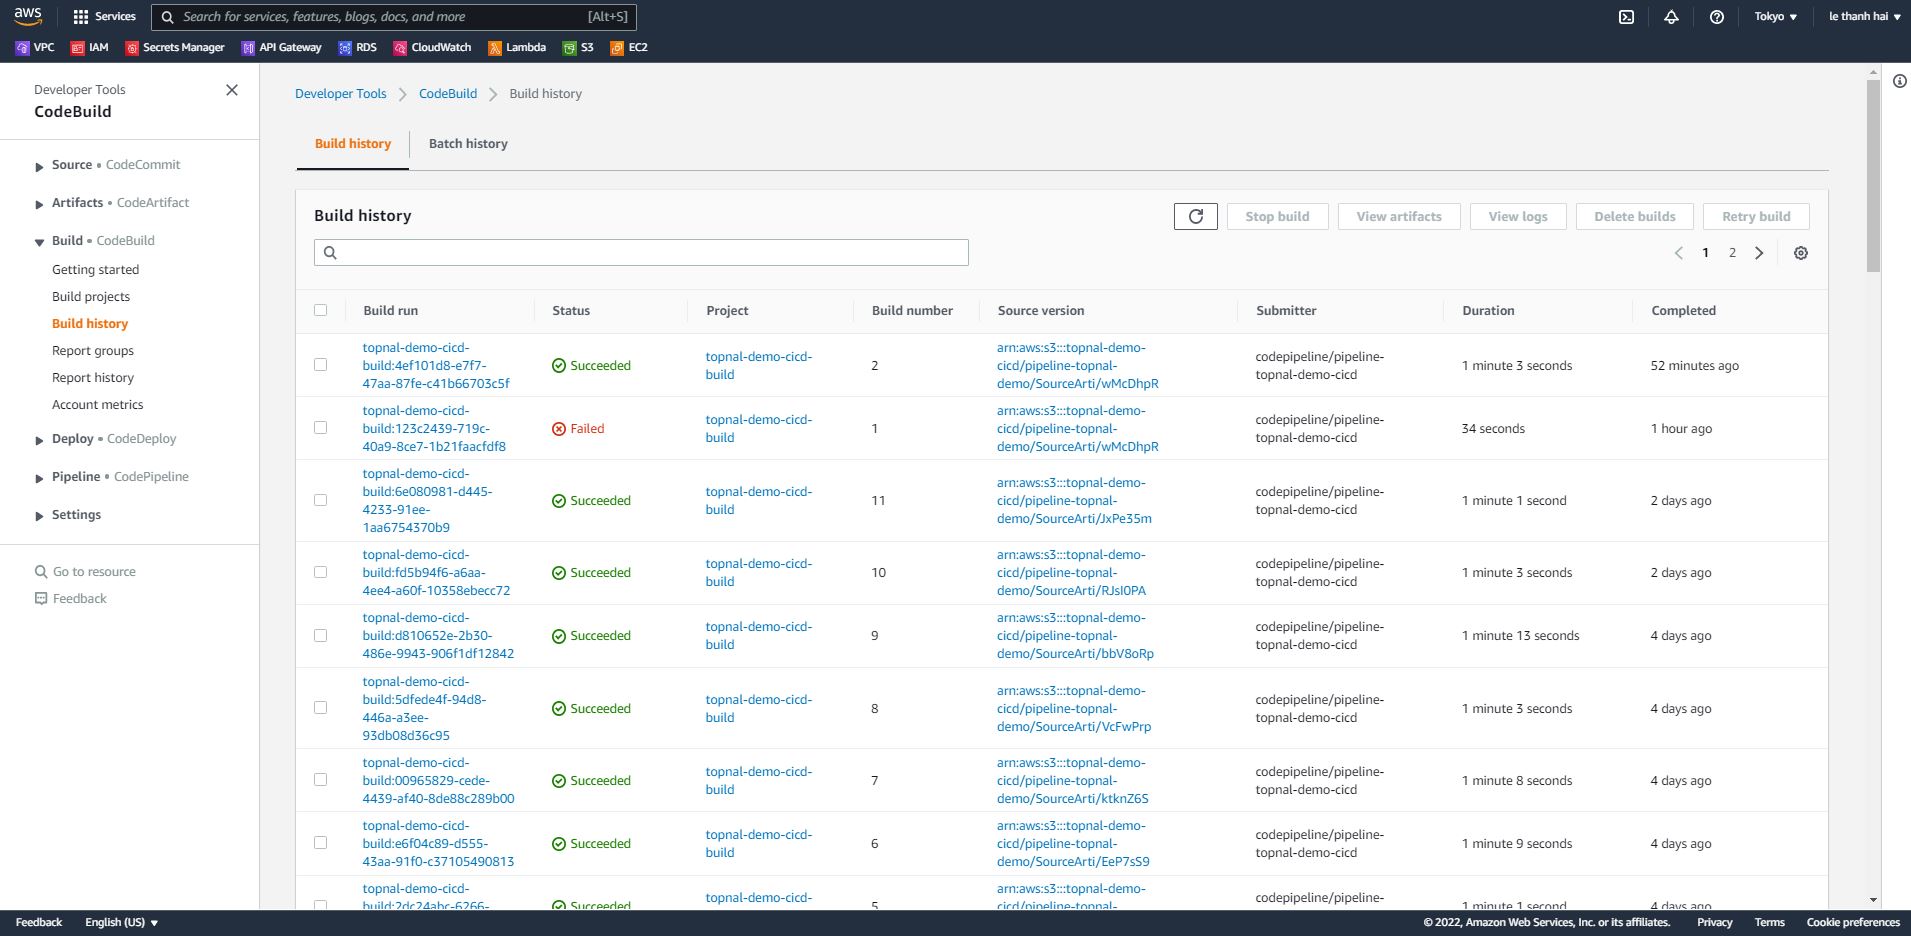 aws
Services
Search for services, features, blogs, docs, and more
[Alt+S]
Tokyo
le thanh hai
VPC
IAM
Secrets Manager
API Gateway
RDS
CloudWatch
Lambda
S3
EC2
Developer Tools
CodeBuild
Source • CodeCommit
Artifacts • CodeArtifact
Build • CodeBuild
Getting started
Build projects
Build history
Report groups
Report history
Account metrics
Deploy • CodeDeploy
Pipeline • CodePipeline
Settings
Go to resource
Feedback
Developer Tools
CodeBuild
Build history
Build history
Batch history
Build history
Stop build
View artifacts
View logs
Delete builds
Retry build
1
2
Build run
Status
Project
Build number
Source version
Submitter
Duration
Completed
topnal-demo-cicd-
build:4ef101d8-e7f7-
47aa-87fe-c41b66703c5f
Succeeded
topnal-demo-cicd-
build
2
arn:aws:s3:::topnal-demo-
cicd/pipeline-topnal-
demo/SourceArti/wMcDhpR
codepipeline/pipeline-
topnal-demo-cicd
1 minute 3 seconds
52 minutes ago
topnal-demo-cicd-
build:123c2439-719c-
40a9-8ce7-1b21faacfdf8
Failed
topnal-demo-cicd-
build
1
arn:aws:s3:::topnal-demo-
cicd/pipeline-topnal-
demo/SourceArti/wMcDhpR
codepipeline/pipeline-
topnal-demo-cicd
34 seconds
1 hour ago
topnal-demo-cicd-
build:6e080981-d445-
4233-91ee-
1aa6754370b9
Succeeded
topnal-demo-cicd-
build
11
arn:aws:s3:::topnal-demo-
cicd/pipeline-topnal-
demo/SourceArti/JxPe35m
codepipeline/pipeline-
topnal-demo-cicd
1 minute 1 second
2 days ago
topnal-demo-cicd-
build:fd5b94f6-a6aa-
4ee4-a60f-10358ebecc72
Succeeded
topnal-demo-cicd-
build
10
arn:aws:s3:::topnal-demo-
cicd/pipeline-topnal-
demo/SourceArti/RJsI0PA
codepipeline/pipeline-
topnal-demo-cicd
1 minute 3 seconds
2 days ago
topnal-demo-cicd-
build:d810652e-2b30-
486e-9943-906f1df12842
Succeeded
topnal-demo-cicd-
build
9
arn:aws:s3:::topnal-demo-
cicd/pipeline-topnal-
demo/SourceArti/bbV8oRp
codepipeline/pipeline-
topnal-demo-cicd
1 minute 13 seconds
4 days ago
topnal-demo-cicd-
build:5dfede4f-94d8-
446a-a3ee-
93db08d36c95
Succeeded
topnal-demo-cicd-
build
8
arn:aws:s3:::topnal-demo-
cicd/pipeline-topnal-
demo/SourceArti/VcFwPrp
codepipeline/pipeline-
topnal-demo-cicd
1 minute 3 seconds
4 days ago
topnal-demo-cicd-
build:00965829-cede-
4439-af40-8de88c289b00
Succeeded
topnal-demo-cicd-
build
7
arn:aws:s3:::topnal-demo-
cicd/pipeline-topnal-
demo/SourceArti/ktknZ6S
codepipeline/pipeline-
topnal-demo-cicd
1 minute 8 seconds
4 days ago
topnal-demo-cicd-
build:e6f04c89-d555-
43aa-91f0-c37105490813
Succeeded
topnal-demo-cicd-
build
6
arn:aws:s3:::topnal-demo-
cicd/pipeline-topnal-
demo/SourceArti/EeP7sS9
codepipeline/pipeline-
topnal-demo-cicd
1 minute 9 seconds
4 days ago
topnal-demo-cicd-
build:2dc24abc-6266-
Succeeded
topnal-demo-cicd-
build
5
arn:aws:s3:::topnal-demo-
cicd/pipeline-topnal-
codepipeline/pipeline-
topnal-demo-cicd
1 minute 1 second
4 days ago
Feedback
English (US)
© 2022, Amazon Web Services, Inc. or its affiliates.
Privacy
Terms
Cookie preferences